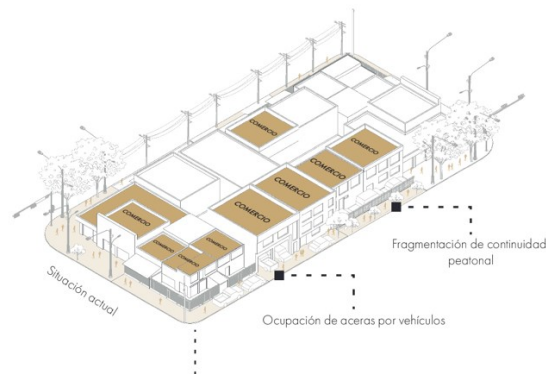 COMERCIO
COMERCIO
COMERCIO
COMERCIO
COMERCIO
COMERCIO
COMERCIO
COMERCIO
COMERCIO
Fragmentación de continuidad
peatonal
Situación actual
Ocupación de aceras por vehículos